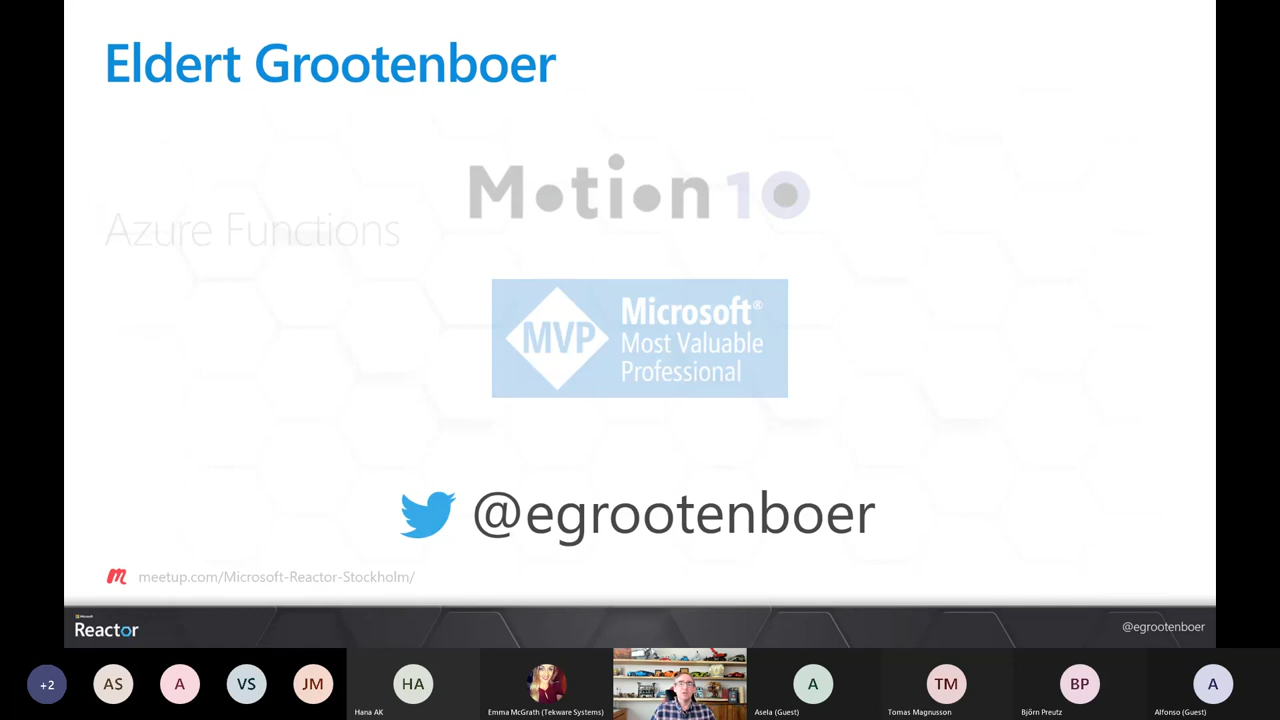 Eldert Grootenboer
Motion10
Azure Functions
MVP
Microsoft®
Most Valuable
Professional
@egrootenboer
meetup.com/Microsoft-Reactor-Stockholm/
Microsoft
Reactor
@egrootenboer
+2
AS
A
VS
JM
HA
A
TM
BP
A
Hana AK
Emma McGrath (Tekware Systems)
Asela (Guest)
Tomas Magnusson
Björn Preutz
Alfonso (Guest)